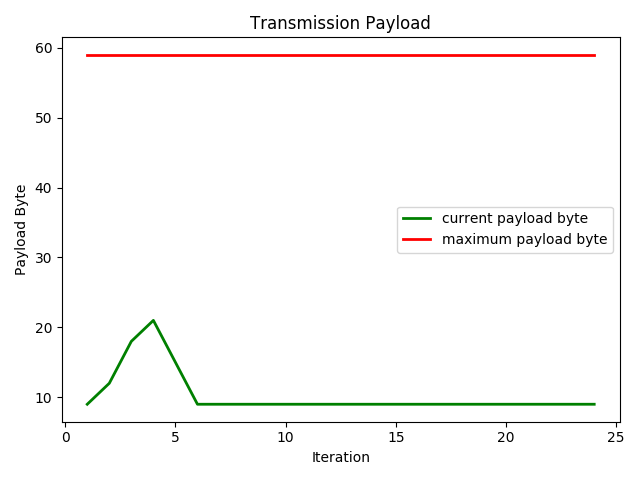 Transmission Payload
Payload Byte
60
50
40
30
20
10
current payload byte
maximum payload byte
0
5
10
15
20
25
Iteration